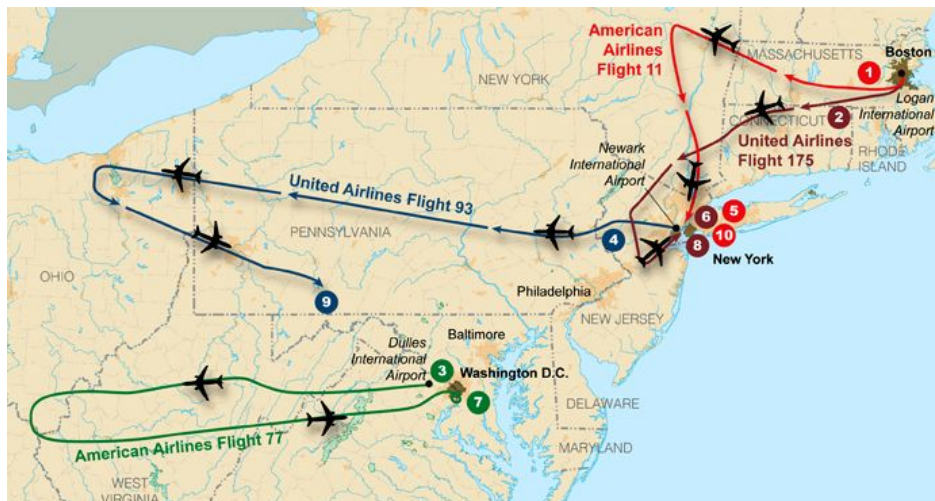 American
Airlines
Flight 11
MASSACHUSETTS
Boston
1
NEW YORK
Logan
International
Airport
2
CONNECTICUT
United Airlines
Flight 175
RHODE
ISLAND
Newark
International
Airport
United Airlines Flight 93
6
5
4
8
10
New York
PENNSYLVANIA
OHIO
9
Philadelphia
NEW JERSEY
Baltimore
Dulles
International
Airport
3
Washington D.C.
7
DELAWARE
MARYLAND
American Airlines Flight 77
WEST
VIRGINIA